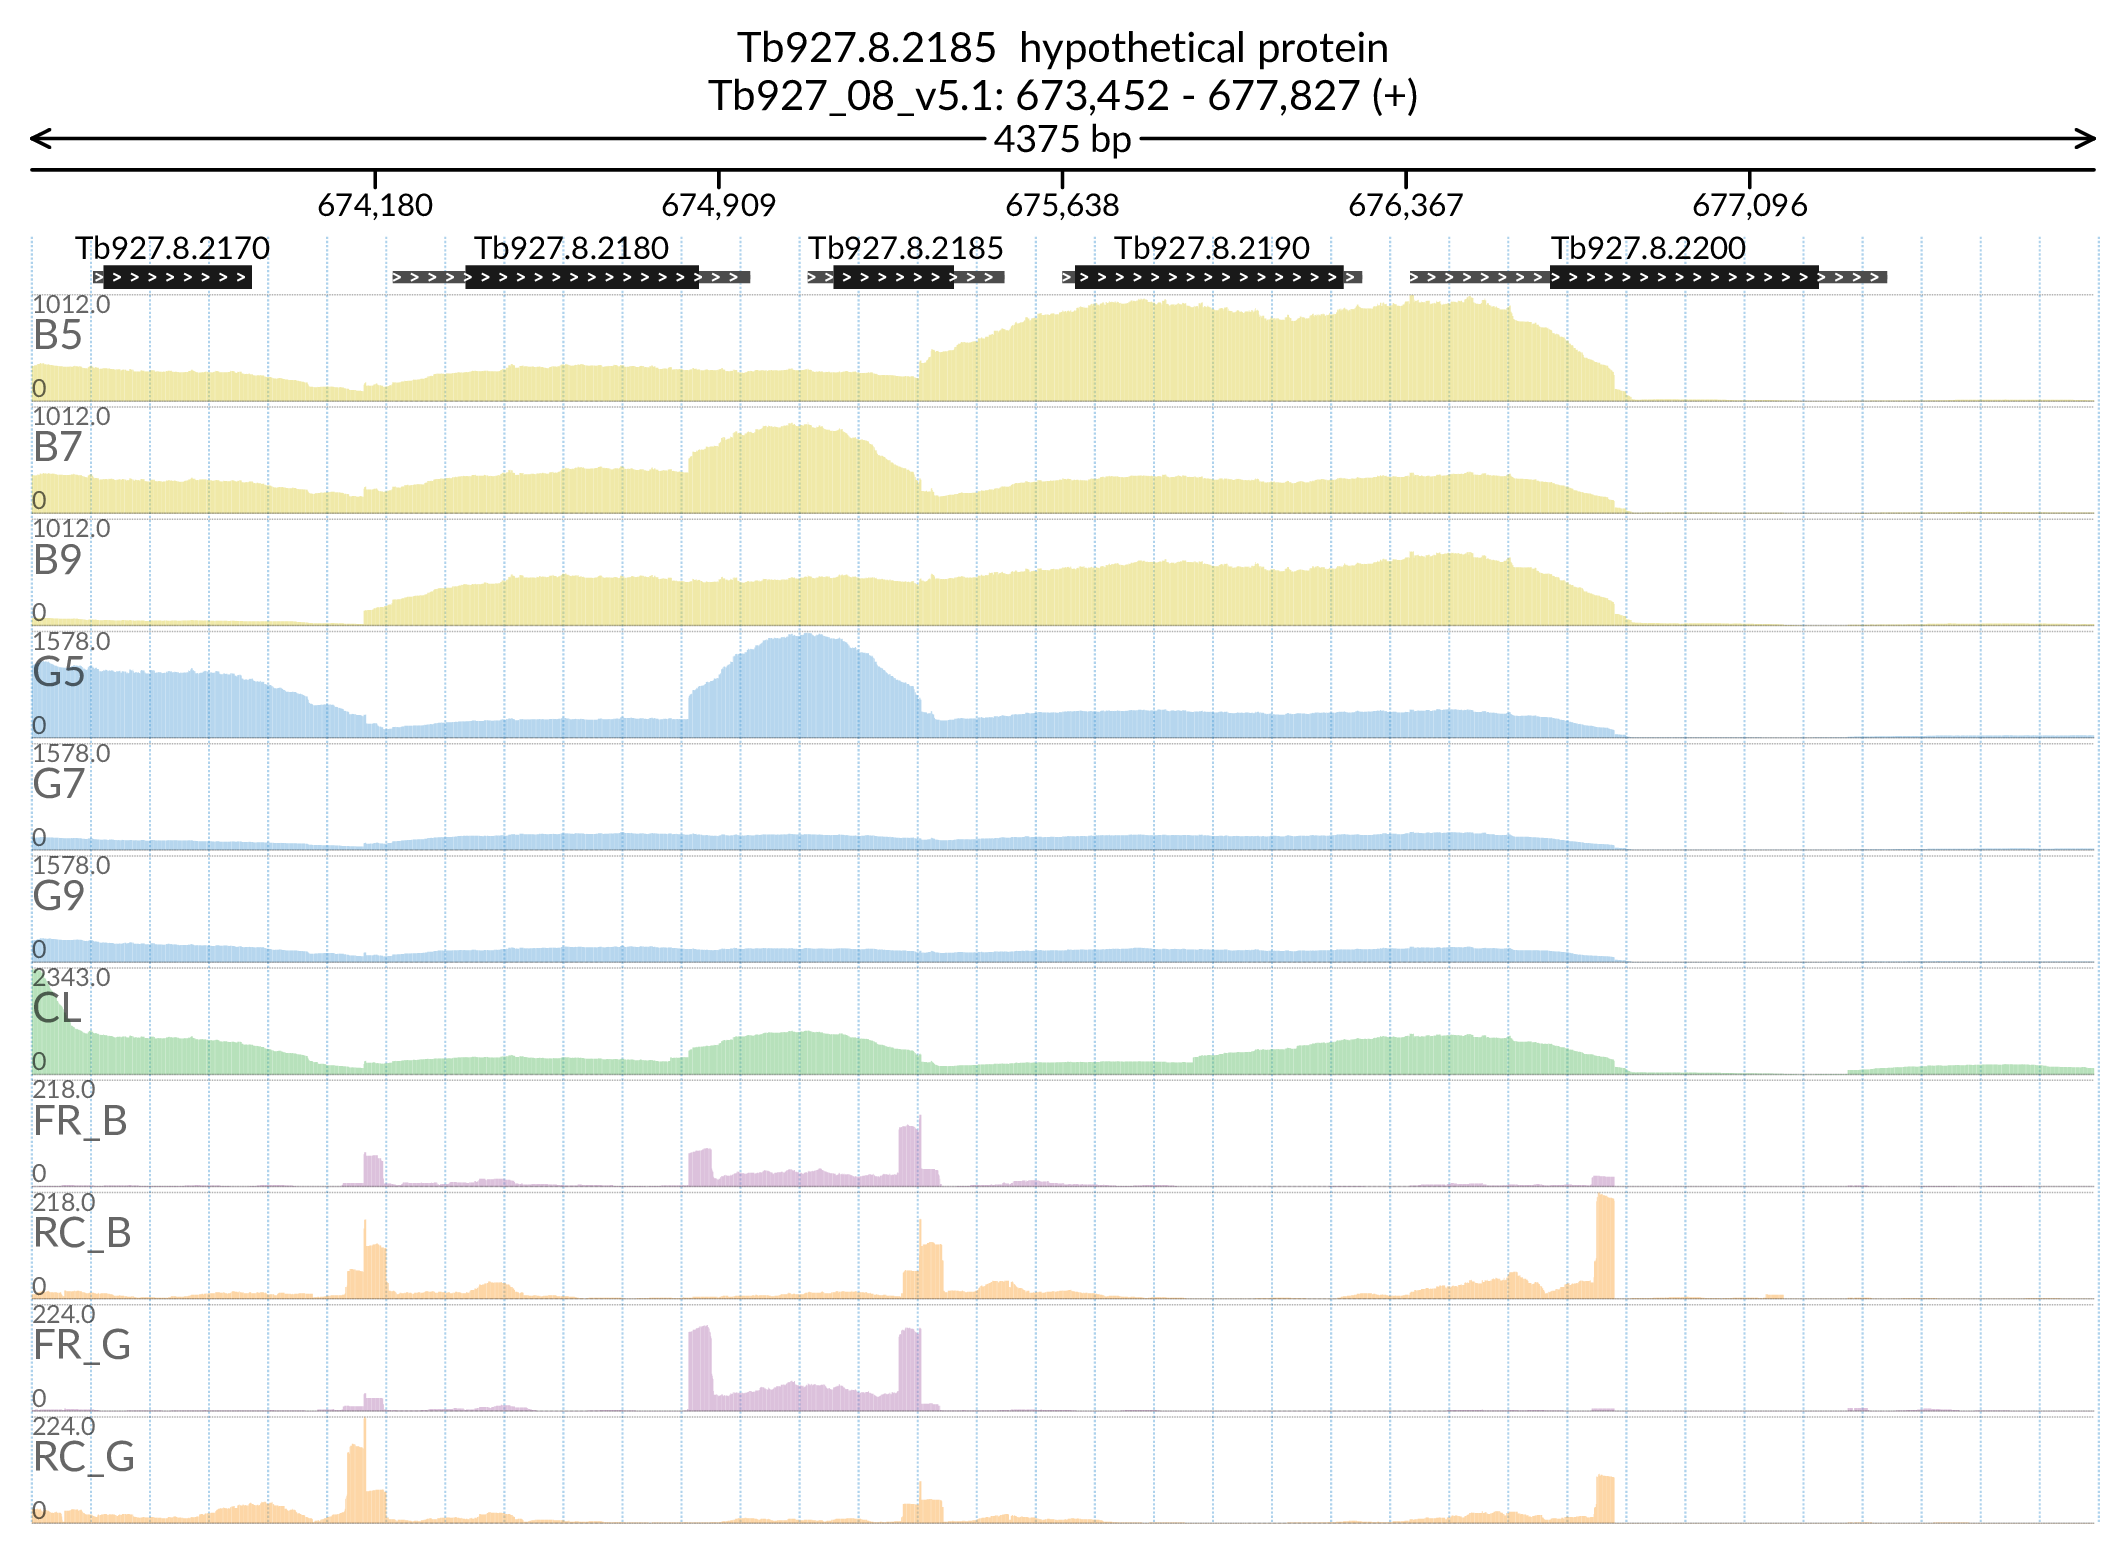 Tb927.8.2185 hypothetical protein
Tb927_08_v5.1: 673,452 - 677,827 (+)
4375 bp
674,180 674,909 675,638 676,367 677,096
Tb927.8.2170 Tb927.8.2180 Tb927.8.2185 Tb927.8.2190 Tb927.8.2200
1012.0
B5
0
1012.0
B7
0
1012.0
B9
0
1578.0
G5
0
1578.0
G7
0
1578.0
G9
0
2343.0
CL
0
218.0
FR_B
0
218.0
RC_B
0
224.0
FR_G
0
224.0
RC_G
0